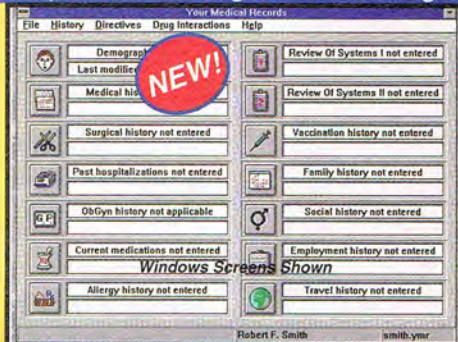 Your Medical Records
File History Directives Drug Interactions Help
Last modified
NEW!
Medical
Surgical history not entered
Past hospitalizations not entered
ObGyn history not applicable
Current medications not entered
Allergy history not entered
Review Of Systems I not entered
Review Of Systems II not entered
Vaccination history not entered
Family history not entered
Social history not entered
Employment history not entered
Travel history not entered
GP
Windows Screens Shown
Robert F. Smith
smith.ymr